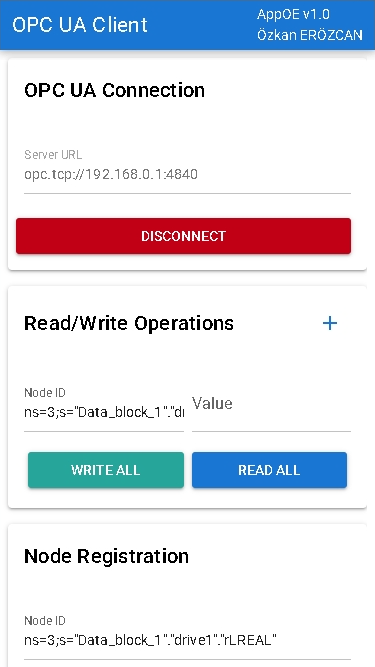 OPC UA Client
AppOE v1.0
Özkan ERÖZCAN
OPC UA Connection
Server URL
opc.tcp://192.168.0.1:4840
DISCONNECT
Read/Write Operations
+
Node ID
ns=3;s="Data_block_1"."d
Value
WRITE ALL
READ ALL
Node Registration
Node ID
ns=3;s="Data_block_1"."drive1"."rLREAL"